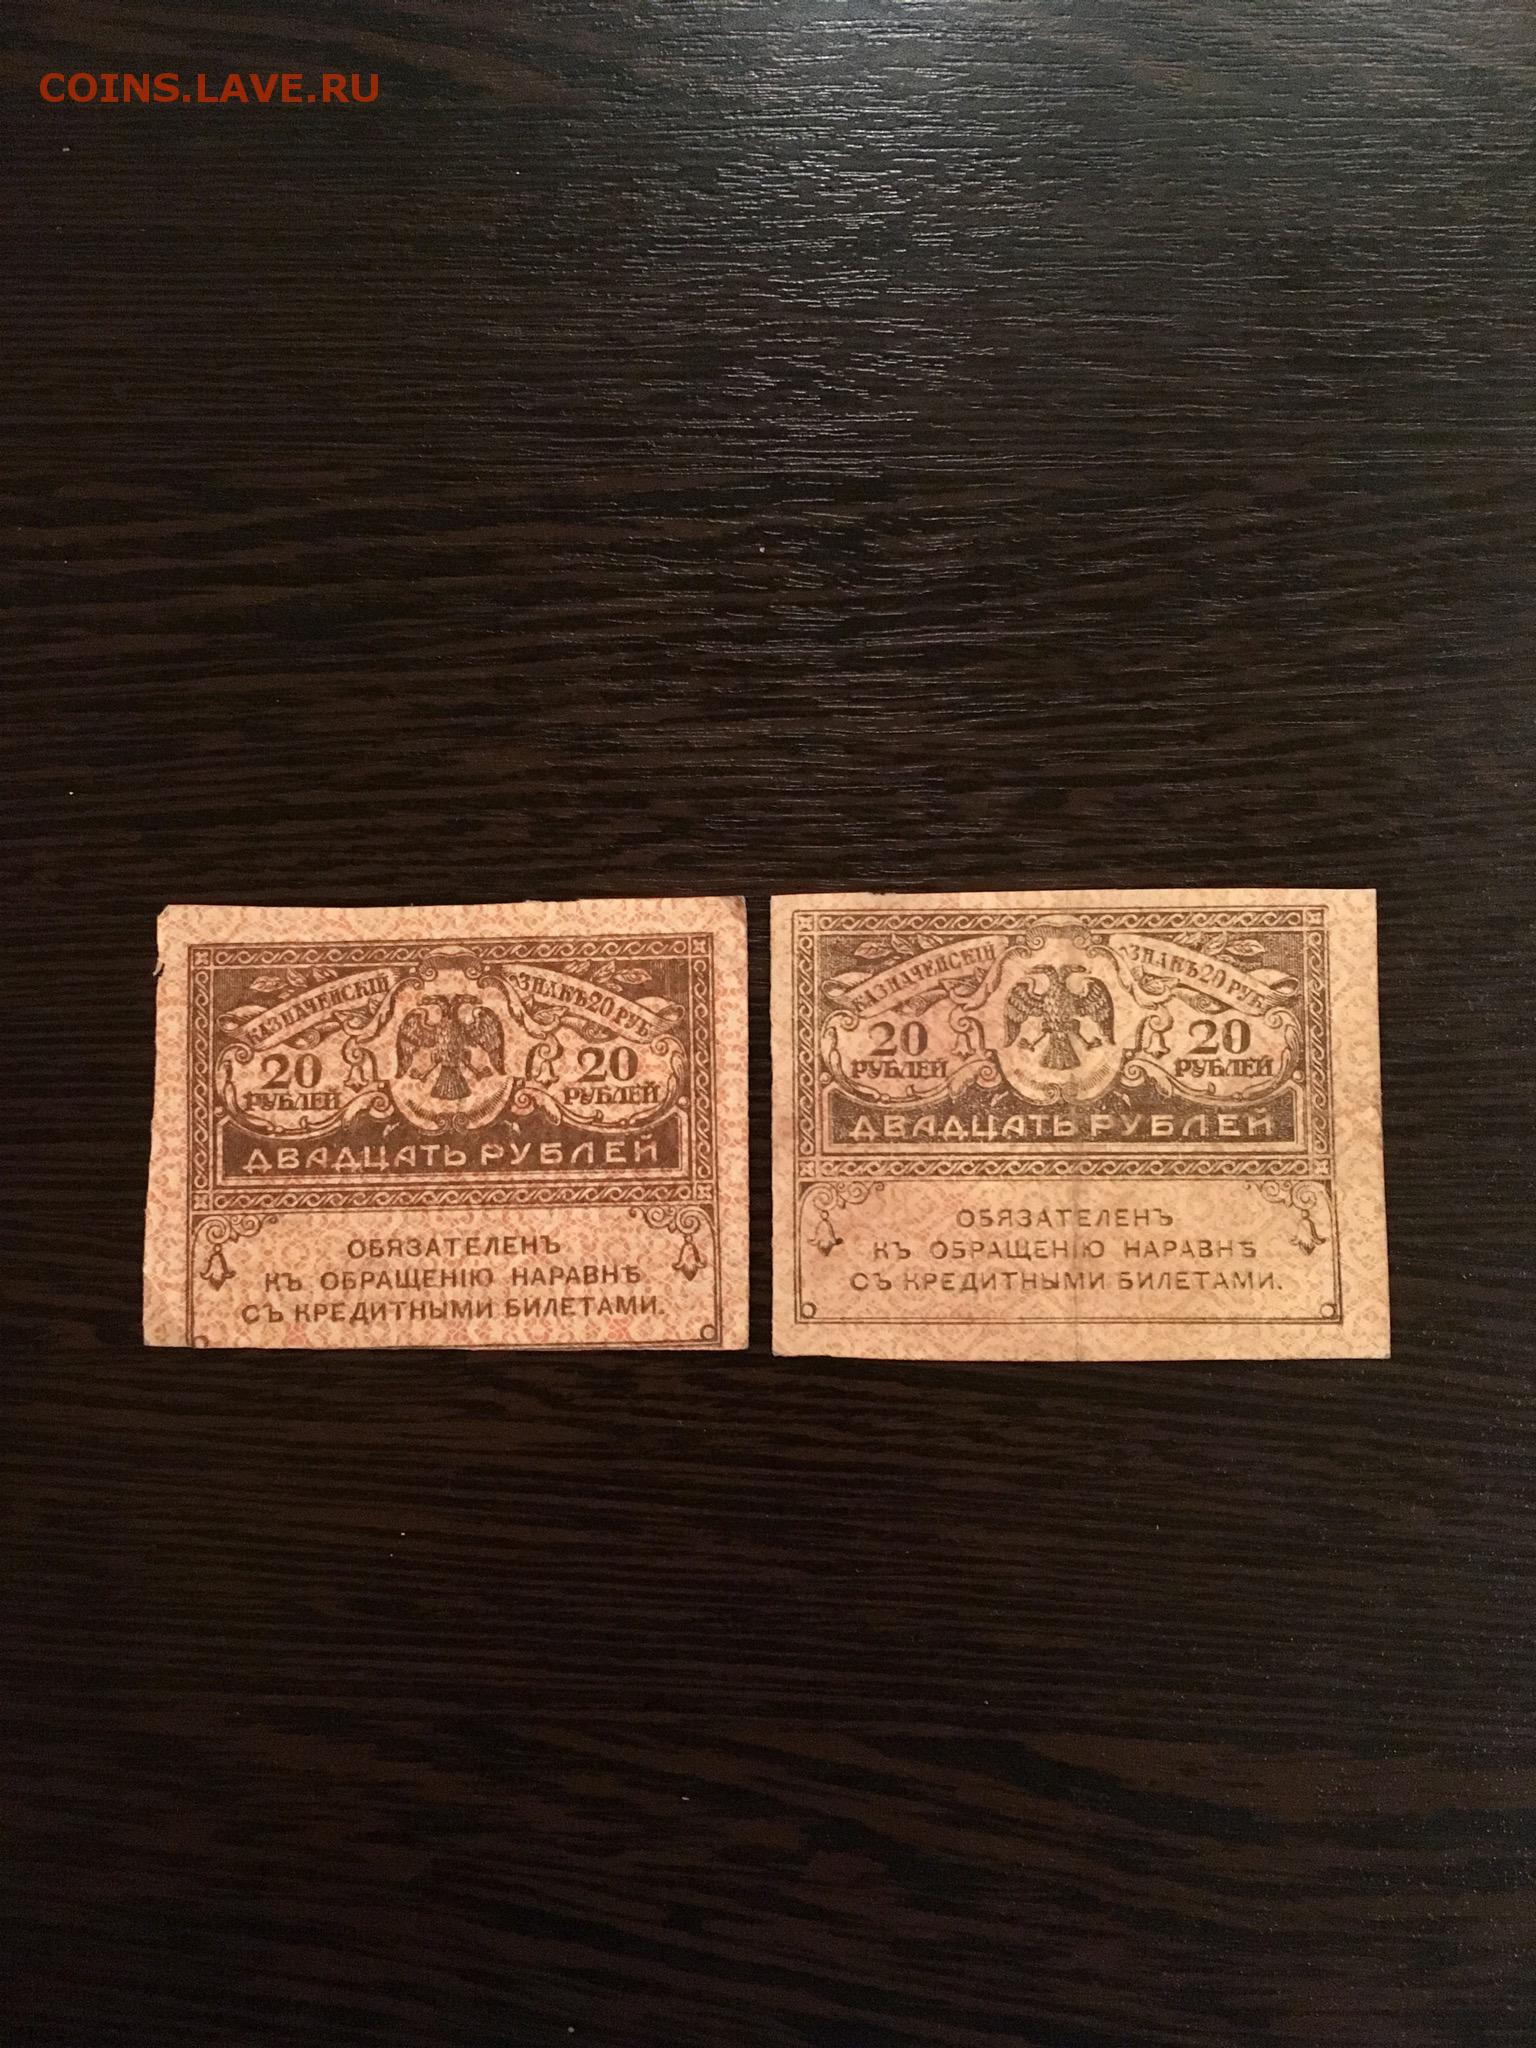 COINS.LAVE.RU
КАЗНАЧЕЙСКІЙ ЗНАКЪ 20 РУБ.
20 РУБЛЕЙ
20 РУБЛЕЙ
ДВАДЦАТЬ РУБЛЕЙ
ОБЯЗАТЕЛЕНЪ
КЪ ОБРАЩЕНІЮ НАРАВНѢ
СЪ КРЕДИТНЫМИ БИЛЕТАМИ.
КАЗНАЧЕЙСКІЙ ЗНАКЪ 20 РУБ.
20 РУБЛЕЙ
20 РУБЛЕЙ
ДВАДЦАТЬ РУБЛЕЙ
ОБЯЗАТЕЛЕНЪ
КЪ ОБРАЩЕНІЮ НАРАВНѢ
СЪ КРЕДИТНЫМИ БИЛЕТАМИ.